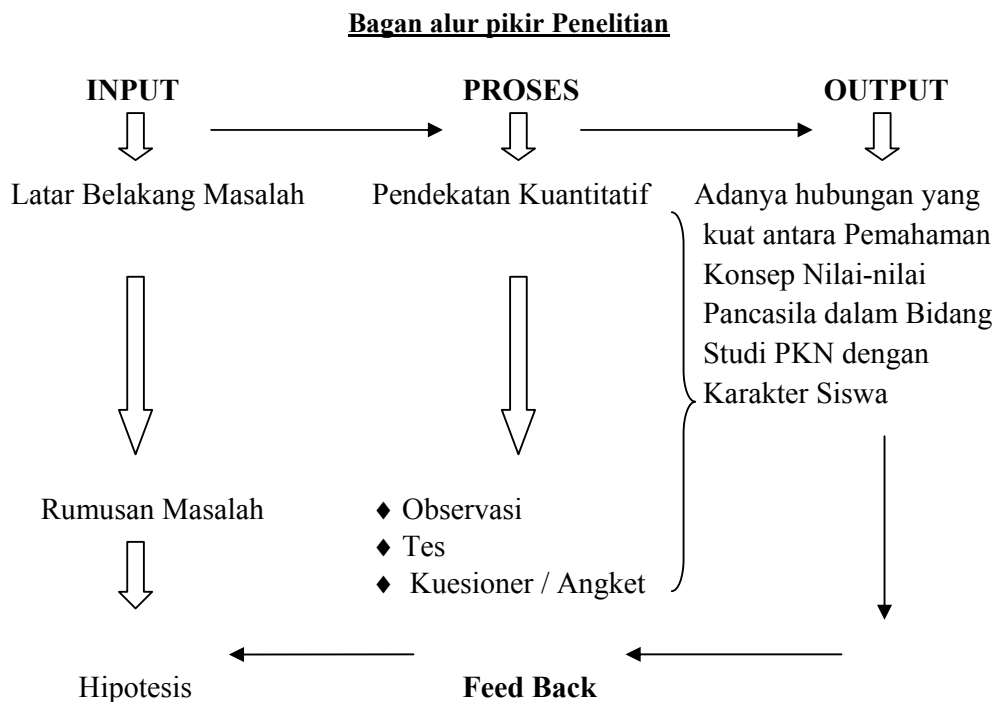 Bagan alur pikir Penelitian
INPUT
PROSES
OUTPUT
Latar Belakang Masalah
Pendekatan Kuantitatif
Adanya hubungan yang
kuat antara Pemahaman
Konsep Nilai-nilai
Pancasila dalam Bidang
Studi PKN dengan
Karakter Siswa
Rumusan Masalah
♦ Observasi
♦ Tes
♦ Kuesioner / Angket
Hipotesis
Feed Back